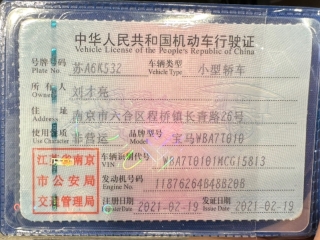 中华人民共和国机动车行驶证
Vehicle License of the People's Republic of China
号牌号码 苏A6K532 车辆类型 小型轿车
Plate No. Vehicle Type
所有人 刘才亮
Owner
住址 南京市六合区程桥镇长青路26号
Address
使用性质 非营运 品牌型号 宝马WBA7T010
Use Character Model
江苏省南京市公安局交通管理局
车辆识别代号 WBA7T0101MCG15813
VIN
发动机号码 11876264B48B20B
Engine No.
注册日期 2021-02-19 发证日期 2021-02-19
Register Date Issue Date